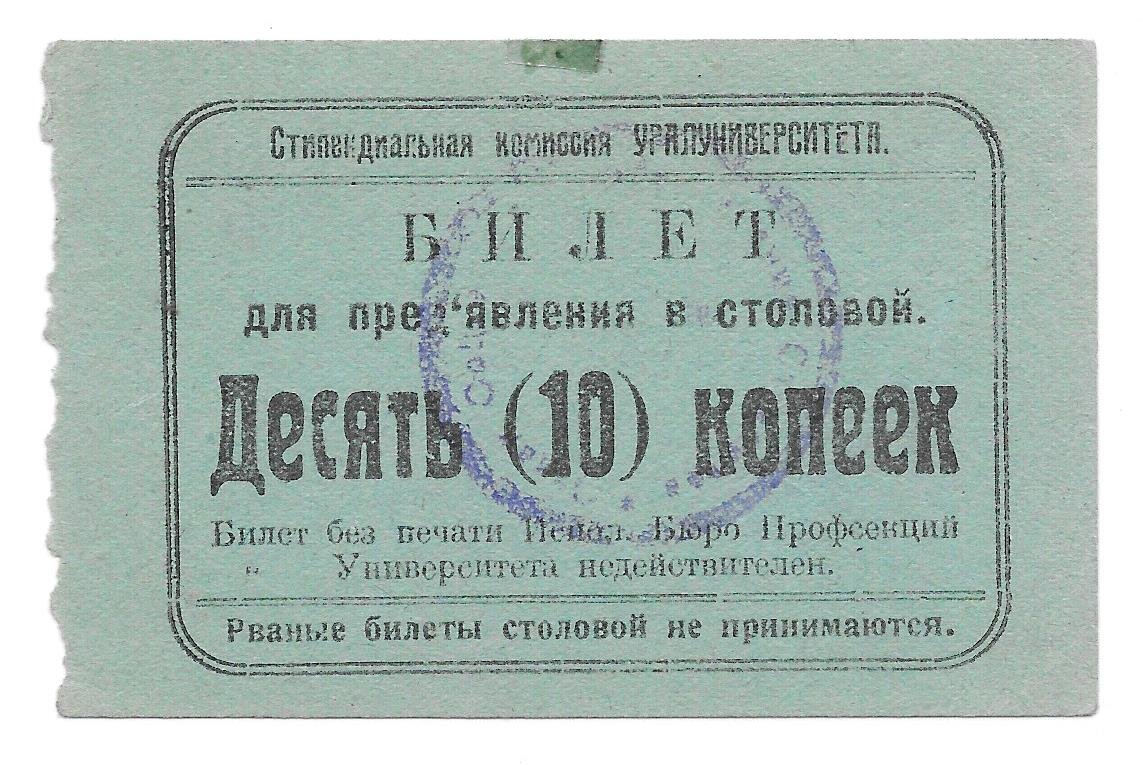 Стипендиальная комиссия УРАЛУНИВЕРСИТЕТА.
БИЛЕТ
для пред'явления в столовой.
Десять (10) копеек
Билет без печати Испол. Бюро Профсекций
„ Университета недействителен.
Рваные билеты столовой не принимаются.